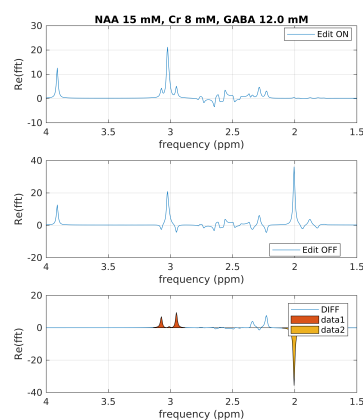 NAA 15 mM, Cr 8 mM, GABA 12.0 mM
30
20
10
0
-10
Re(fft)
Edit ON
4
3.5
3
2.5
2
1.5
frequency (ppm)
40
20
0
-20
Re(fft)
Edit OFF
4
3.5
3
2.5
2
1.5
frequency (ppm)
20
0
-20
-40
Re(fft)
DIFF
data1
data2
4
3.5
3
2.5
2
1.5
frequency (ppm)